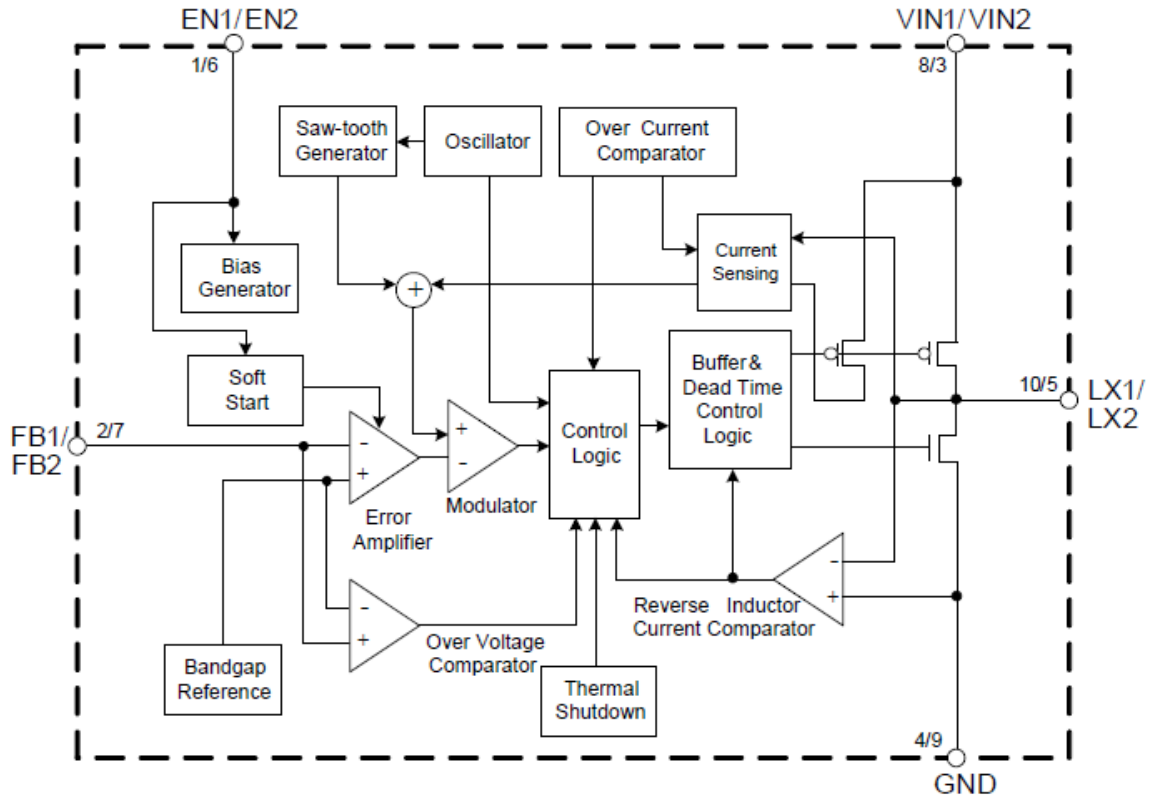 EN1/EN2
VIN1/VIN2
1/6
8/3
Saw-tooth
Generator
Oscillator
Over Current
Comparator
Bias
Generator
+
Current
Sensing
Soft
Start
Buffer&
Dead Time
Control
Logic
10/5
LX1/
LX2
FB1/
FB2
2/7
-
+
+
-
Control
Logic
Error
Amplifier
Modulator
-
+
Over Voltage
Comparator
-
+
Reverse Inductor
Current Comparator
Bandgap
Reference
Thermal
Shutdown
4/9
GND